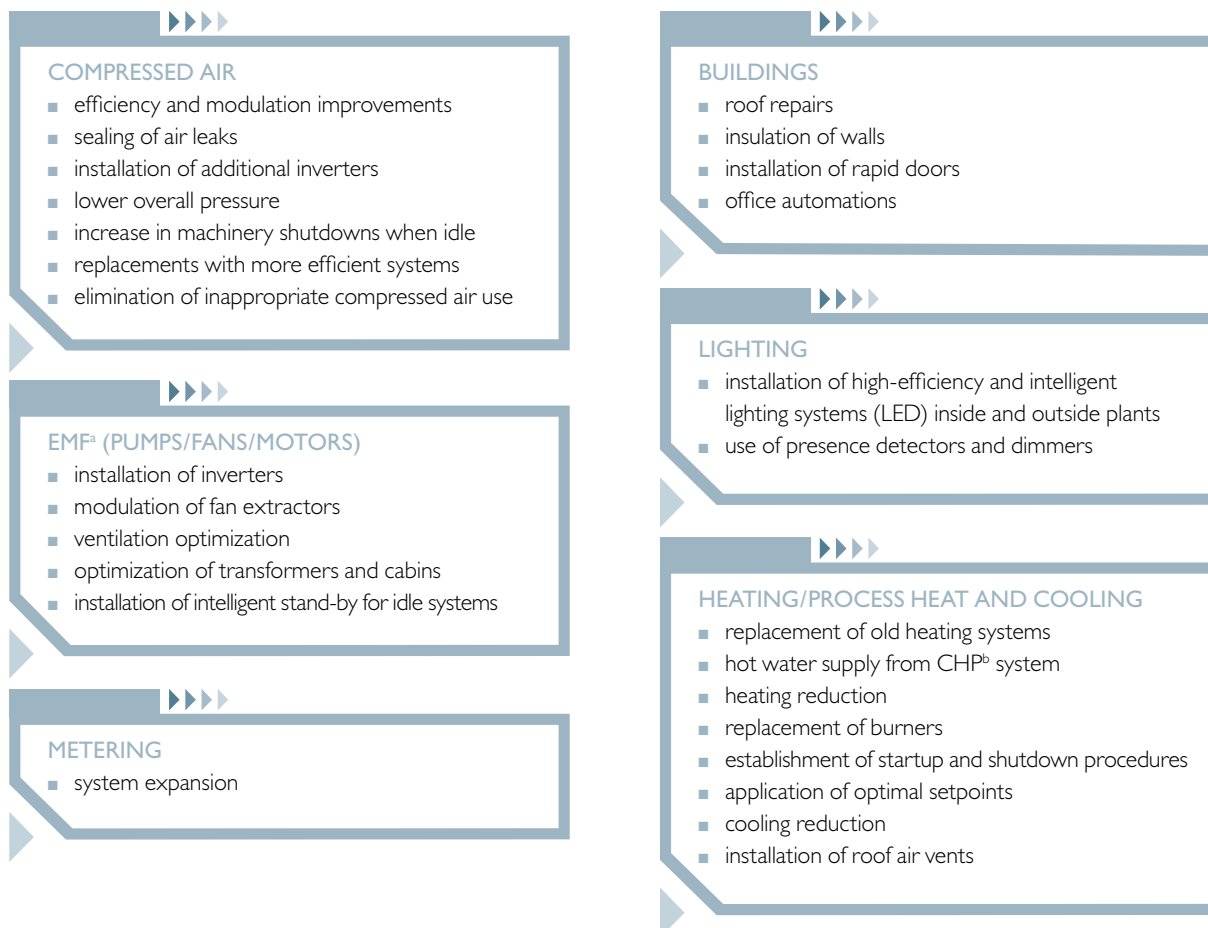 COMPRESSED AIR
■ efficiency and modulation improvements
■ sealing of air leaks
■ installation of additional inverters
■ lower overall pressure
■ increase in machinery shutdowns when idle
■ replacements with more efficient systems
■ elimination of inappropriate compressed air use
EMFᵃ (PUMPS/FANS/MOTORS)
■ installation of inverters
■ modulation of fan extractors
■ ventilation optimization
■ optimization of transformers and cabins
■ installation of intelligent stand-by for idle systems
METERING
■ system expansion
BUILDINGS
■ roof repairs
■ insulation of walls
■ installation of rapid doors
■ office automations
LIGHTING
■ installation of high-efficiency and intelligent
lighting systems (LED) inside and outside plants
■ use of presence detectors and dimmers
HEATING/PROCESS HEAT AND COOLING
■ replacement of old heating systems
■ hot water supply from CHPᵇ system
■ heating reduction
■ replacement of burners
■ establishment of startup and shutdown procedures
■ application of optimal setpoints
■ cooling reduction
■ installation of roof air vents